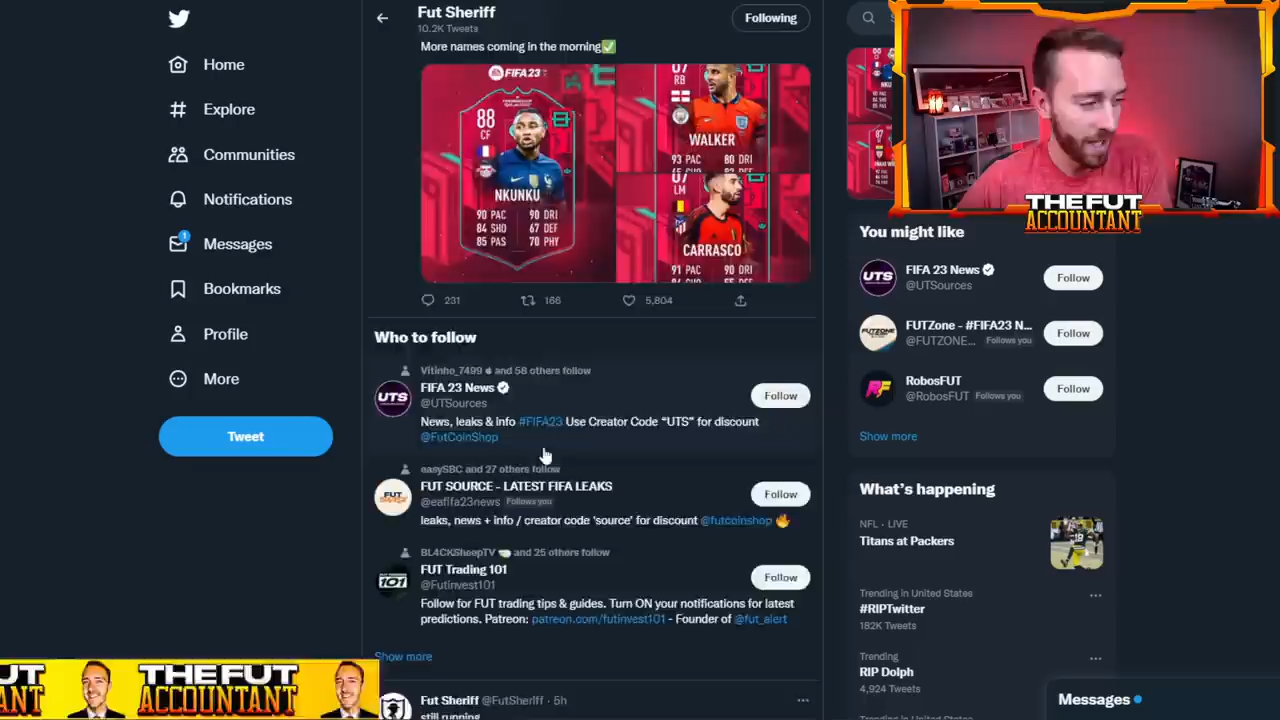 Home
Explore
Communities
Notifications
1
Messages
Bookmarks
Profile
More
Tweet
Fut Sheriff
10.2K Tweets
Following
More names coming in the morning✅
FIFA 23
88
CF
NKUNKU
90 PAC 90 DRI
84 SHO 67 DEF
85 PAS 70 PHY
RB
WALKER
93 PAC 80 DRI
LM
CARRASCO
91 PAC 90 DRI
231
166
5,804
Who to follow
Vitinho_7499 and 58 others follow
FIFA 23 News
@UTSources
News, leaks & info #FIFA23 Use Creator Code “UTS” for discount
@FutCoinShop
Follow
UTS
easySBC and 27 others follow
FUT SOURCE - LATEST FIFA LEAKS
@eafifa23news Follows you
leaks, news + info / creator code 'source' for discount @futcoinshop 🔥
Follow
BL4CKSheepTV and 25 others follow
FUT Trading 101
@Futinvest101
Follow for FUT trading tips & guides. Turn ON your notifications for latest
predictions. Patreon: patreon.com/futinvest101 - Founder of @fut_alert
Follow
101
Show more
Fut Sheriff @FutSheriff · 5h
still running
THE FUT
ACCOUNTANT
You might like
UTS
FIFA 23 News
@UTSources
Follow
FUTZone - #FIFA23 N...
@FUTZONE... Follows you
Follow
RobosFUT
@RobosFUT Follows you
Follow
Show more
What’s happening
NFL · LIVE
Titans at Packers
Trending in United States
#RIPTwitter
182K Tweets
Trending
RIP Dolph
4,924 Tweets
Messages
THE FUT
ACCOUNTANT